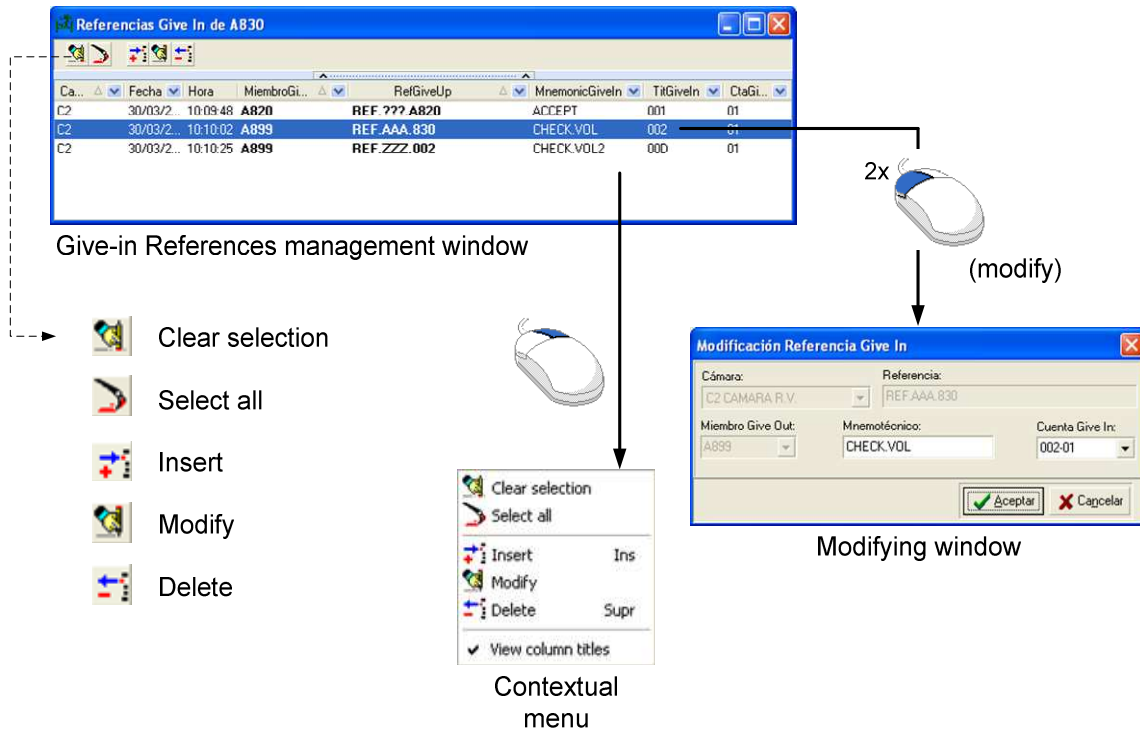 Referencias Give In de A830
Ca... Fecha Hora MiembroGi... RefGiveUp MnemonicGiveIn TitGiveIn CtaGi...
C2 30/03/2... 10:09:48 A820 REF.???.A820 ACCEPT 001 01
C2 30/03/2... 10:10:02 A899 REF.AAA.830 CHECK.VOL 002 01
C2 30/03/2... 10:10:25 A899 REF.ZZZ.002 CHECK.VOL2 00D 01
Give-in References management window
2x
(modify)
Clear selection
Select all
Insert
Modify
Delete
Clear selection
Select all
Insert Ins
Modify
Delete Supr
View column titles
Contextual
menu
Modificación Referencia Give In
Cámara: Referencia:
C2 CAMARA R.V. REF.AAA.830
Miembro Give Out: Mnemotécnico: Cuenta Give In:
A899 CHECK.VOL 002-01
Aceptar Cancelar
Modifying window